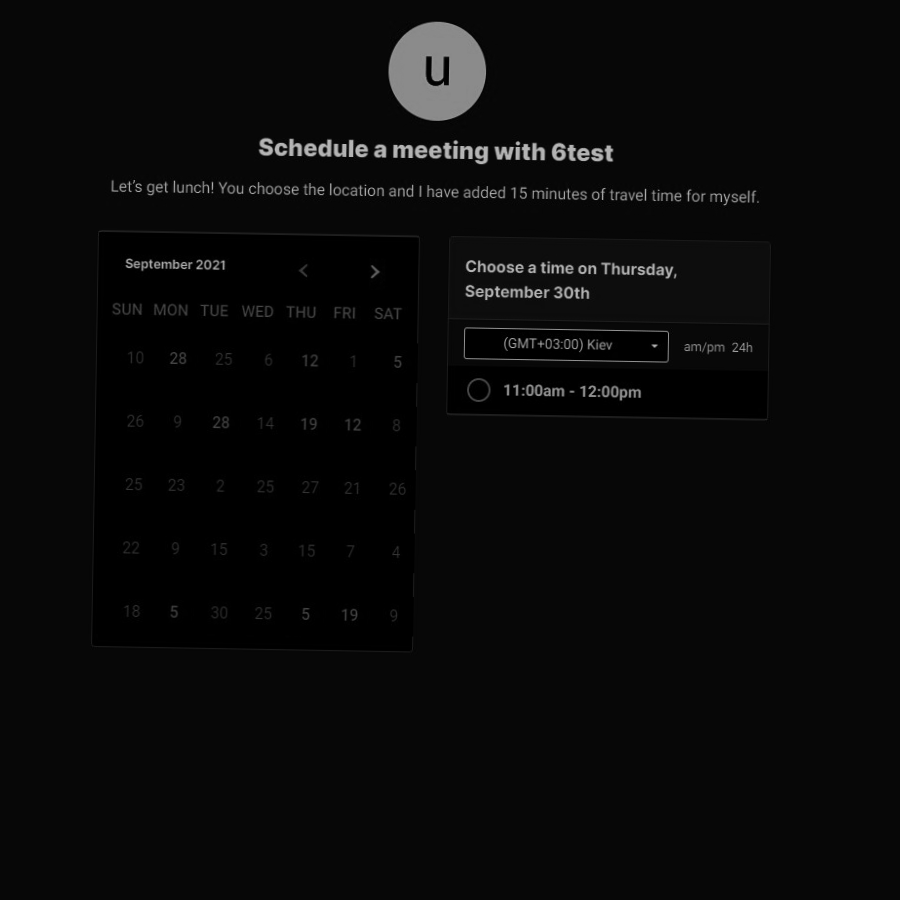 u
Schedule a meeting with 6test
Let's get lunch! You choose the location and I have added 15 minutes of travel time for myself.
September 2021
SUN MON TUE WED THU FRI SAT
10 28 25 6 12 1 5
26 9 28 14 19 12 8
25 23 2 25 27 21 26
22 9 15 3 15 7 4
18 5 30 25 5 19 9
Choose a time on Thursday,
September 30th
(GMT+03:00) Kiev
am/pm 24h
11:00am - 12:00pm